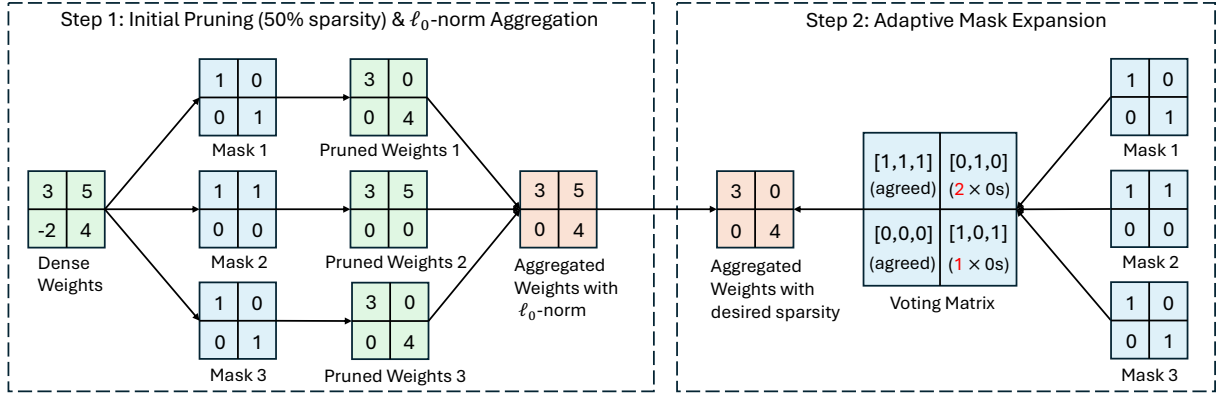 Step 1: Initial Pruning (50% sparsity) & ℓ₀-norm Aggregation
3 5
-2 4
Dense
Weights
1 0
0 1
Mask 1
1 1
0 0
Mask 2
1 0
0 1
Mask 3
3 0
0 4
Pruned Weights 1
3 5
0 0
Pruned Weights 2
3 0
0 4
Pruned Weights 3
3 5
0 4
Aggregated
Weights with
ℓ₀-norm
Step 2: Adaptive Mask Expansion
3 0
0 4
Aggregated
Weights with
desired sparsity
[1,1,1] [0,1,0]
(agreed) (2 × 0s)
[0,0,0] [1,0,1]
(agreed) (1 × 0s)
Voting Matrix
1 0
0 1
Mask 1
1 1
0 0
Mask 2
1 0
0 1
Mask 3